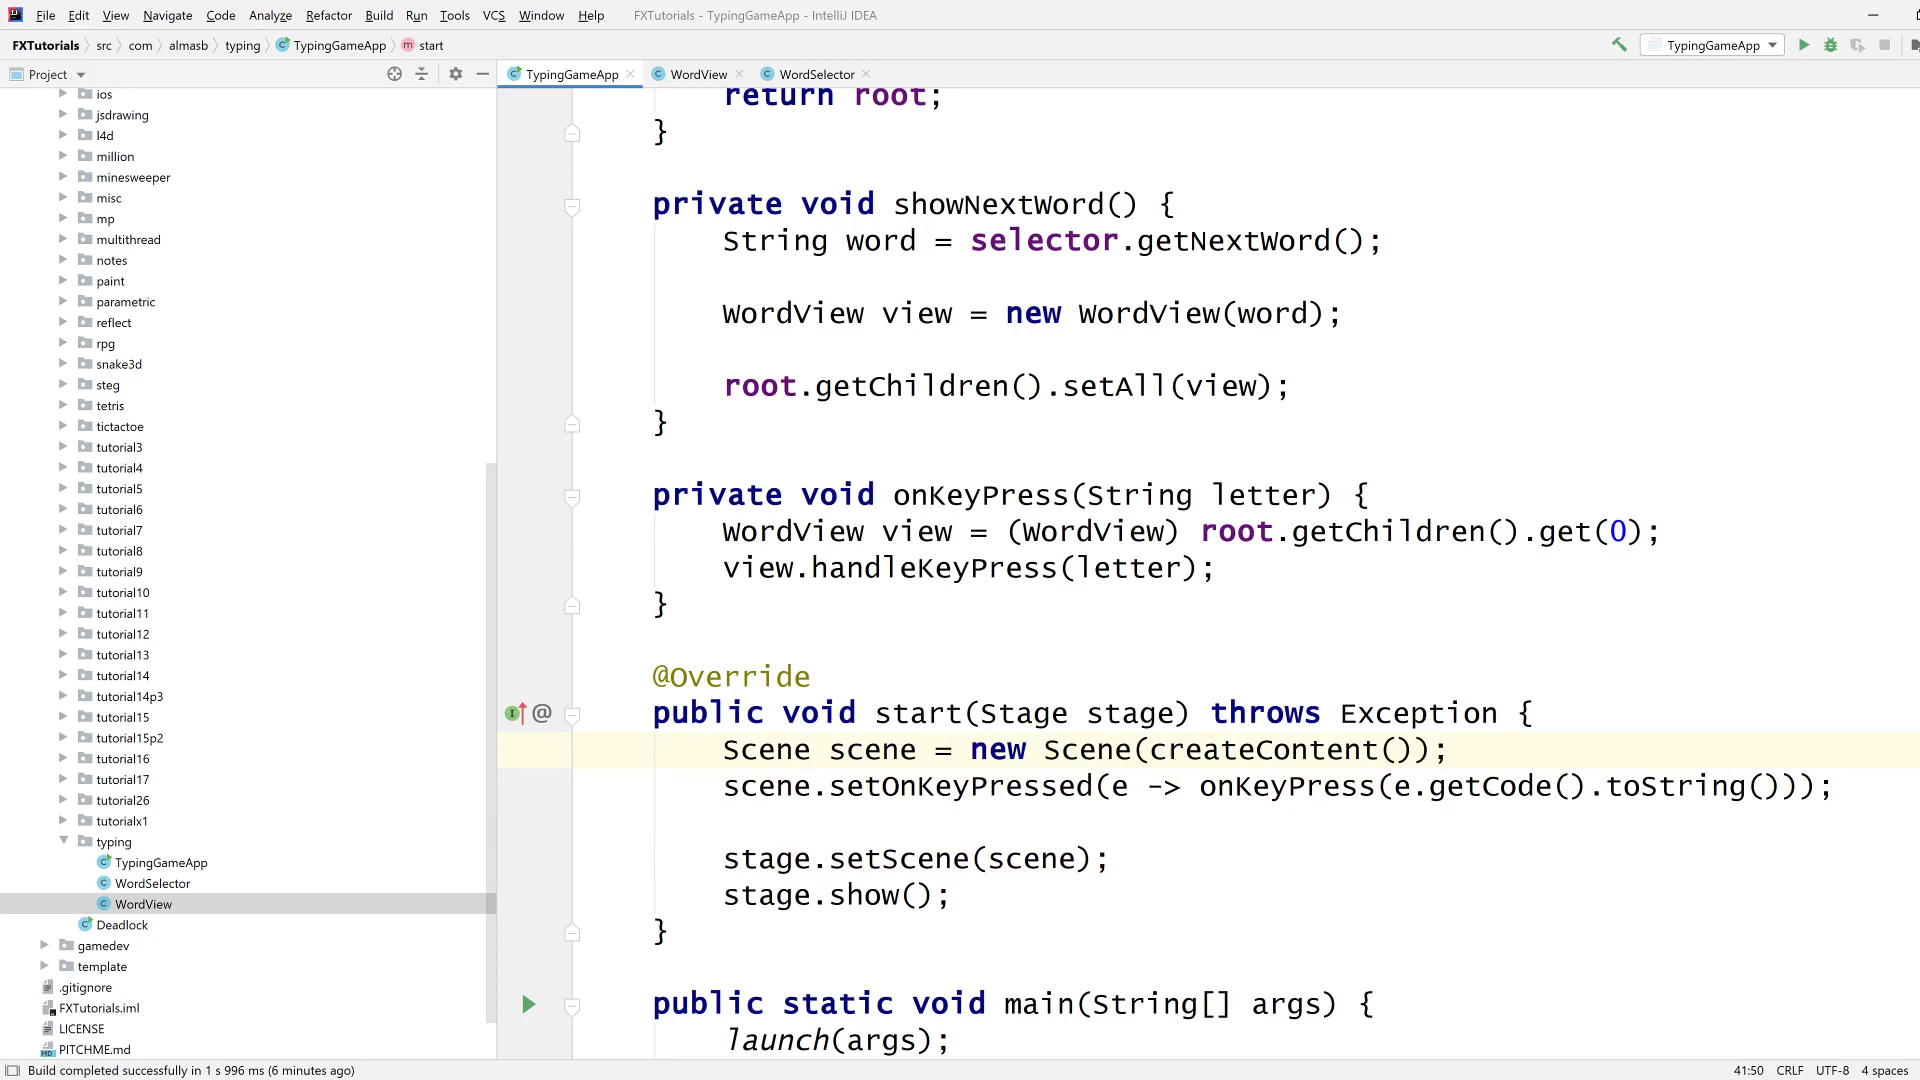 File Edit View Navigate Code Analyze Refactor Build Run Tools VCS Window Help FXTutorials - TypingGameApp - IntelliJ IDEA
FXTutorials src com almasb typing TypingGameApp start TypingGameApp
Project TypingGameApp WordView WordSelector
ios
jsdrawing
l4d
million
minesweeper
misc
mp
multithread
notes
paint
parametric
reflect
rpg
snake3d
steg
tetris
tictactoe
tutorial3
tutorial4
tutorial5
tutorial6
tutorial7
tutorial8
tutorial9
tutorial10
tutorial11
tutorial12
tutorial13
tutorial14
tutorial14p3
tutorial15
tutorial15p2
tutorial16
tutorial17
tutorial26
tutorialx1
typing
TypingGameApp
WordSelector
WordView
Deadlock
gamedev
template
.gitignore
FXTutorials.iml
LICENSE
PITCHME.md
return root;
}
private void showNextWord() {
String word = selector.getNextWord();
WordView view = new WordView(word);
root.getChildren().setAll(view);
}
private void onKeyPress(String letter) {
WordView view = (WordView) root.getChildren().get(0);
view.handleKeyPress(letter);
}
@Override
public void start(Stage stage) throws Exception {
Scene scene = new Scene(createContent());
scene.setOnKeyPressed(e -> onKeyPress(e.getCode().toString()));
stage.setScene(scene);
stage.show();
}
public static void main(String[] args) {
launch(args);
Build completed successfully in 1 s 996 ms (6 minutes ago) 41:50 CRLF UTF-8 4 spaces